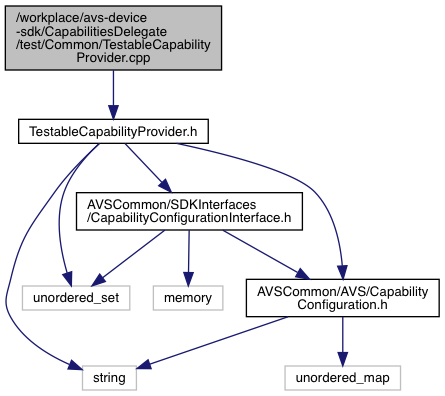 /workplace/avs-device
-sdk/CapabilitiesDelegate
/test/Common/TestableCapability
Provider.cpp
TestableCapabilityProvider.h
AVSCommon/SDKInterfaces
/CapabilityConfigurationInterface.h
unordered_set
memory
AVSCommon/AVS/Capability
Configuration.h
string
unordered_map